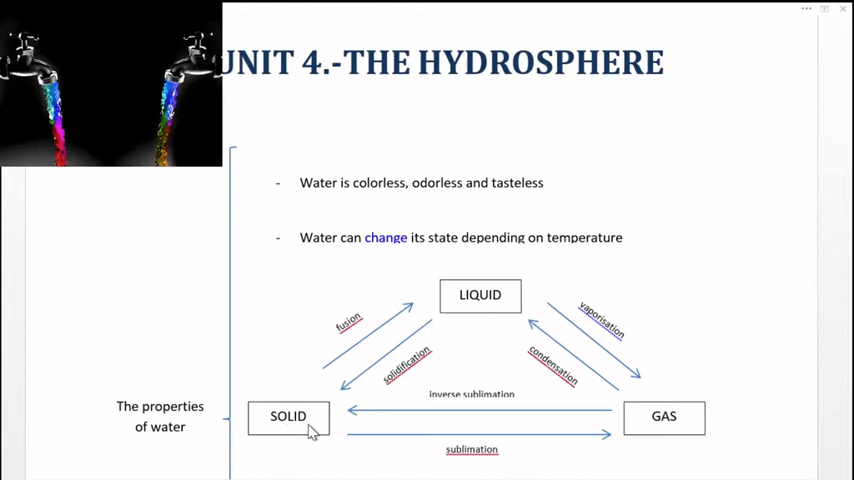 UNIT 4.-THE HYDROSPHERE
- Water is colorless, odorless and tasteless
- Water can change its state depending on temperature
LIQUID
fusion
vaporisation
solidification
condensation
inverse sublimation
The properties
of water
SOLID
GAS
sublimation